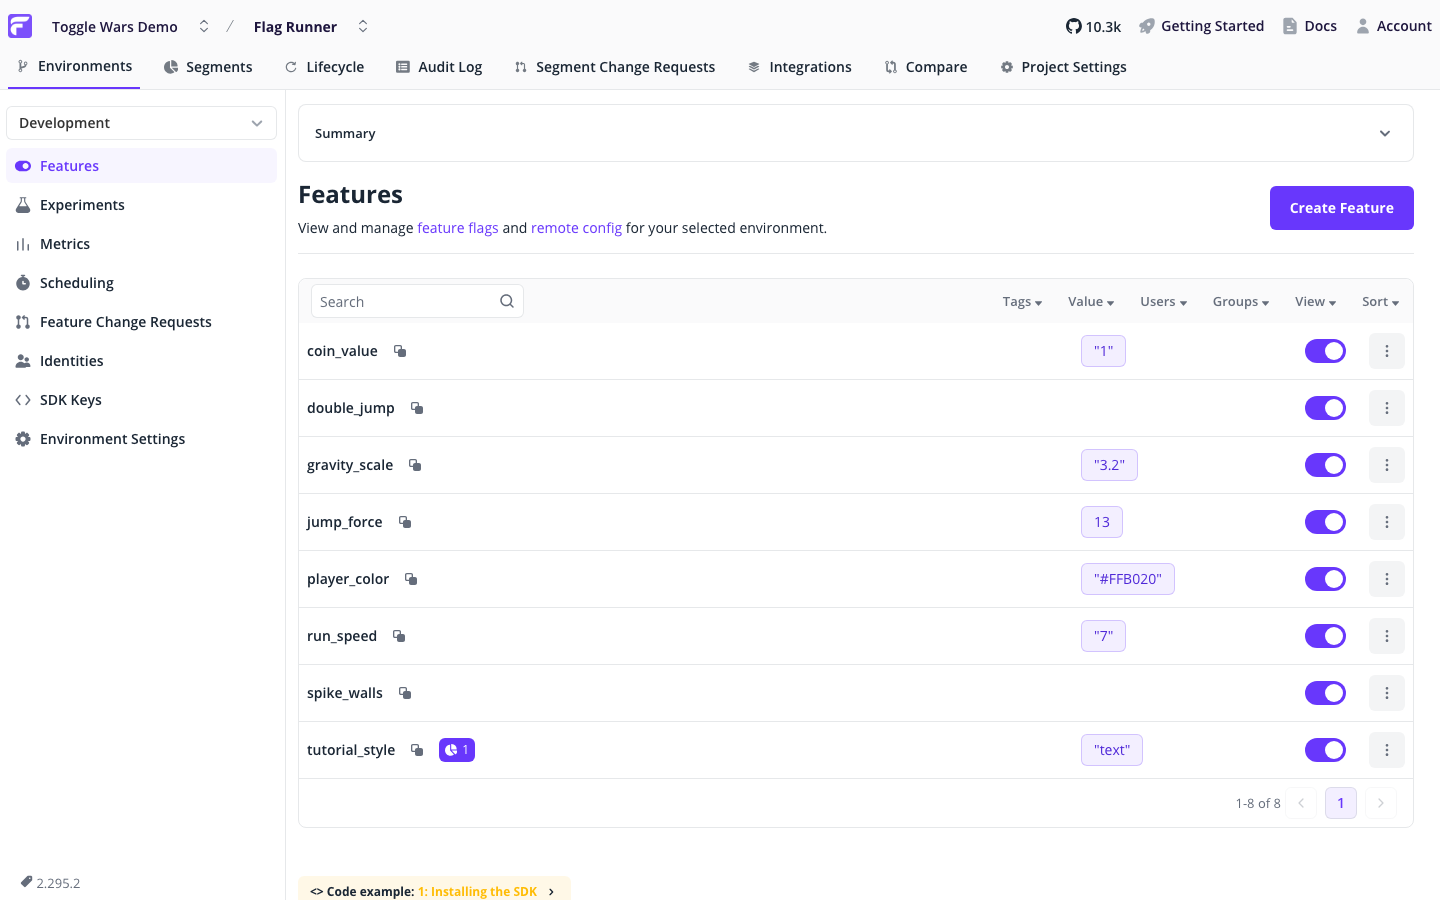 Toggle Wars Demo / Flag Runner 10.3k Getting Started Docs Account
Environments Segments Lifecycle Audit Log Segment Change Requests Integrations Compare Project Settings
Development
Features
Experiments
Metrics
Scheduling
Feature Change Requests
Identities
SDK Keys
Environment Settings
2.295.2
Summary
Features
Create Feature
View and manage feature flags and remote config for your selected environment.
Search Tags Value Users Groups View Sort
coin_value "1"
double_jump
gravity_scale "3.2"
jump_force 13
player_color "#FFB020"
run_speed "7"
spike_walls
tutorial_style 1 "text"
1-8 of 8 1
<> Code example: 1: Installing the SDK